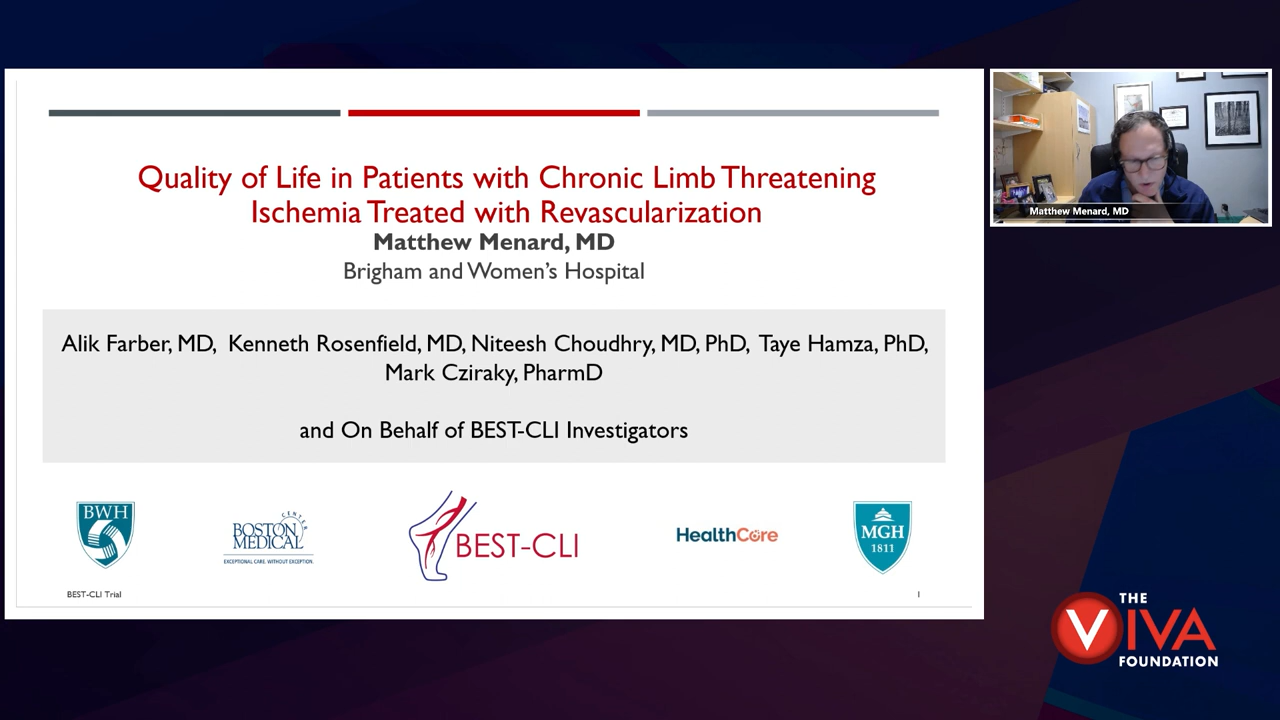 Quality of Life in Patients with Chronic Limb Threatening
Ischemia Treated with Revascularization
Matthew Menard, MD
Brigham and Women's Hospital
Alik Farber, MD, Kenneth Rosenfield, MD, Niteesh Choudhry, MD, PhD, Taye Hamza, PhD,
Mark Cziraky, PharmD
and On Behalf of BEST-CLI Investigators
BWH
BOSTON
MEDICAL
CENTER
EXCEPTIONAL CARE. WITHOUT EXCEPTION.
BEST-CLI
HealthCore
MGH
1811
BEST-CLI Trial
1
Matthew Menard, MD
THE
VIVA
FOUNDATION